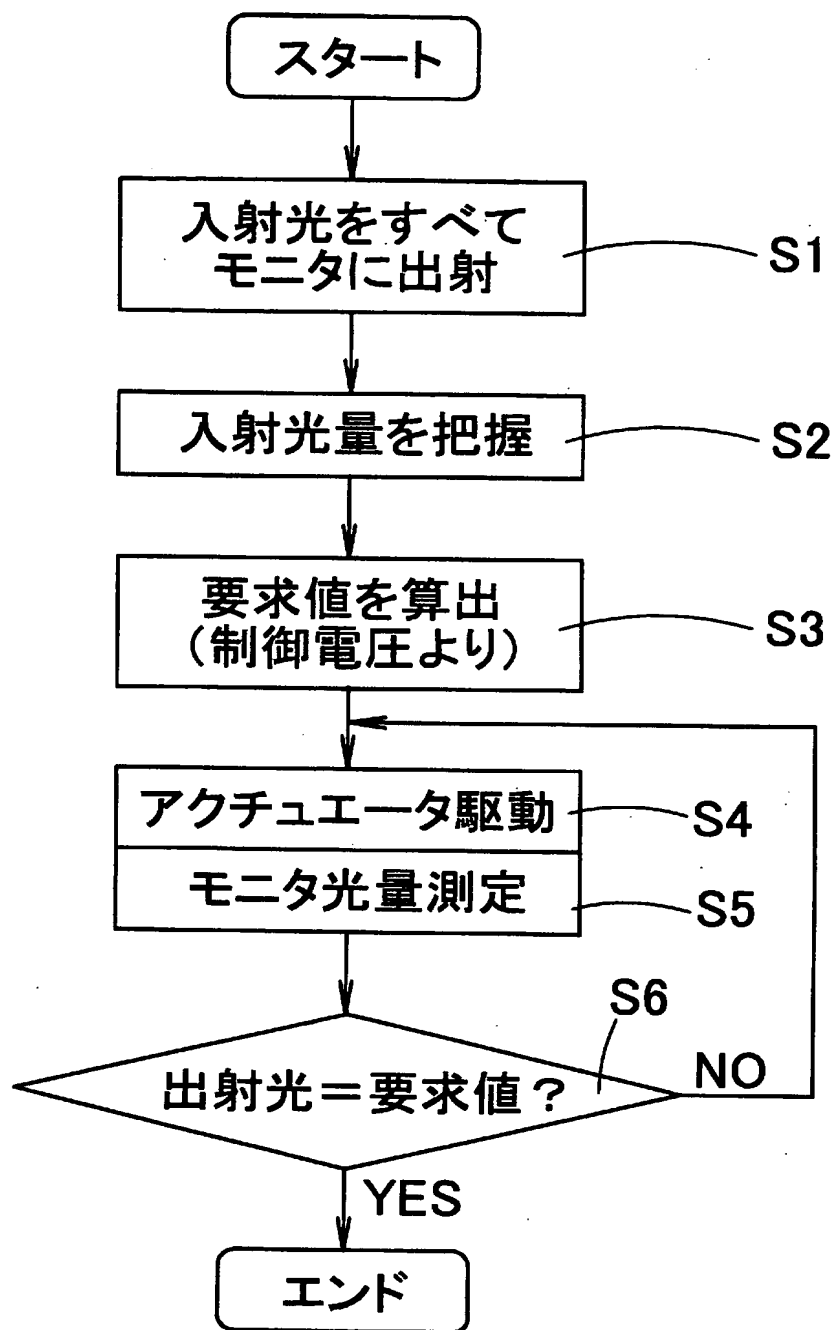 スタート
入射光をすべて
モニタに出射
S1
入射光量を把握
S2
要求値を算出
(制御電圧より)
S3
アクチュエータ駆動
S4
モニタ光量測定
S5
S6
出射光=要求値?
NO
YES
エンド